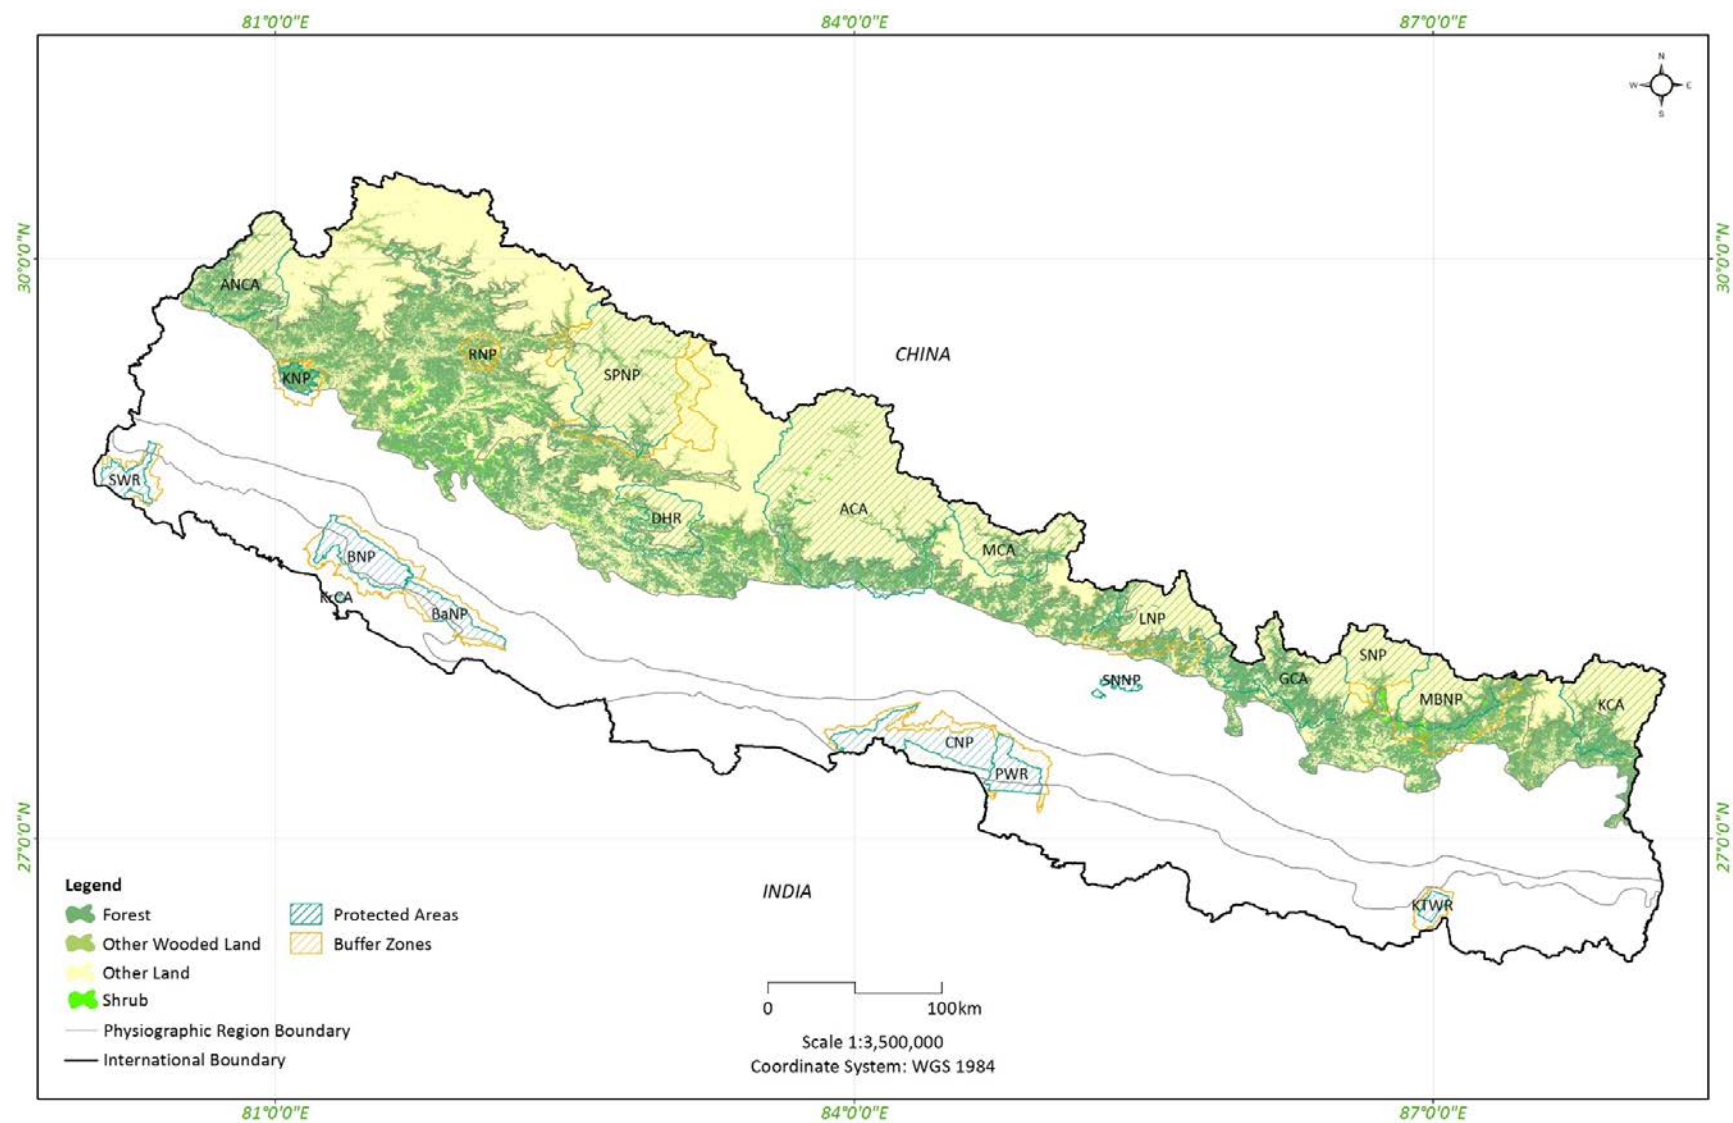 81°0'0"E 84°0'0"E 87°0'0"E
N
W E
S
30°0'0"N 30°0'0"N
ANCA
RNP
CHINA
KNP
SPNP
SWR
ACA
DHR
MCA
BNP
KrCA
BaNP
LNP
SNP
SNNP
GCA
MBNP
KCA
CNP
PWR
27°0'0"N 27°0'0"N
INDIA
KTWR
Legend
Forest
Other Wooded Land
Other Land
Shrub
Physiographic Region Boundary
International Boundary
Protected Areas
Buffer Zones
0 100km
Scale 1:3,500,000
Coordinate System: WGS 1984
81°0'0"E 84°0'0"E 87°0'0"E